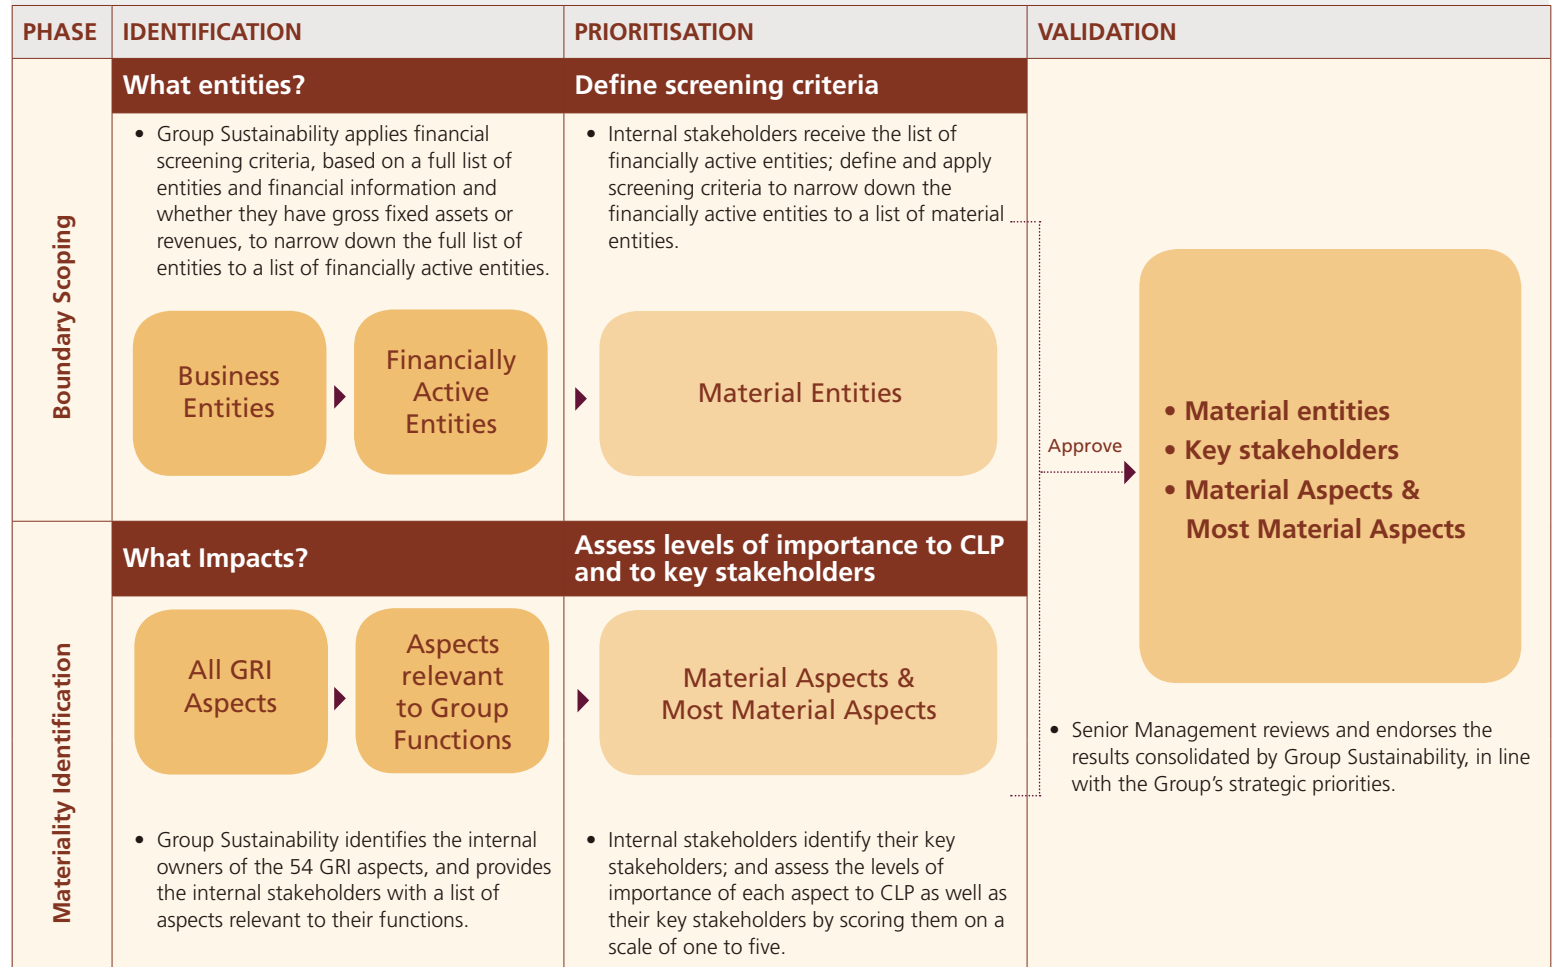 PHASE
IDENTIFICATION
PRIORITISATION
VALIDATION
Boundary Scoping
What entities?
• Group Sustainability applies financial
screening criteria, based on a full list of
entities and financial information and
whether they have gross fixed assets or
revenues, to narrow down the full list of
entities to a list of financially active entities.
Business
Entities
Financially
Active
Entities
Define screening criteria
• Internal stakeholders receive the list of
financially active entities; define and apply
screening criteria to narrow down the
financially active entities to a list of material
entities.
Material Entities
Materiality Identification
What Impacts?
All GRI
Aspects
Aspects
relevant
to Group
Functions
• Group Sustainability identifies the internal
owners of the 54 GRI aspects, and provides
the internal stakeholders with a list of
aspects relevant to their functions.
Assess levels of importance to CLP
and to key stakeholders
Material Aspects &
Most Material Aspects
• Internal stakeholders identify their key
stakeholders; and assess the levels of
importance of each aspect to CLP as well as
their key stakeholders by scoring them on a
scale of one to five.
Approve
• Material entities
• Key stakeholders
• Material Aspects &
Most Material Aspects
• Senior Management reviews and endorses the
results consolidated by Group Sustainability, in line
with the Group’s strategic priorities.